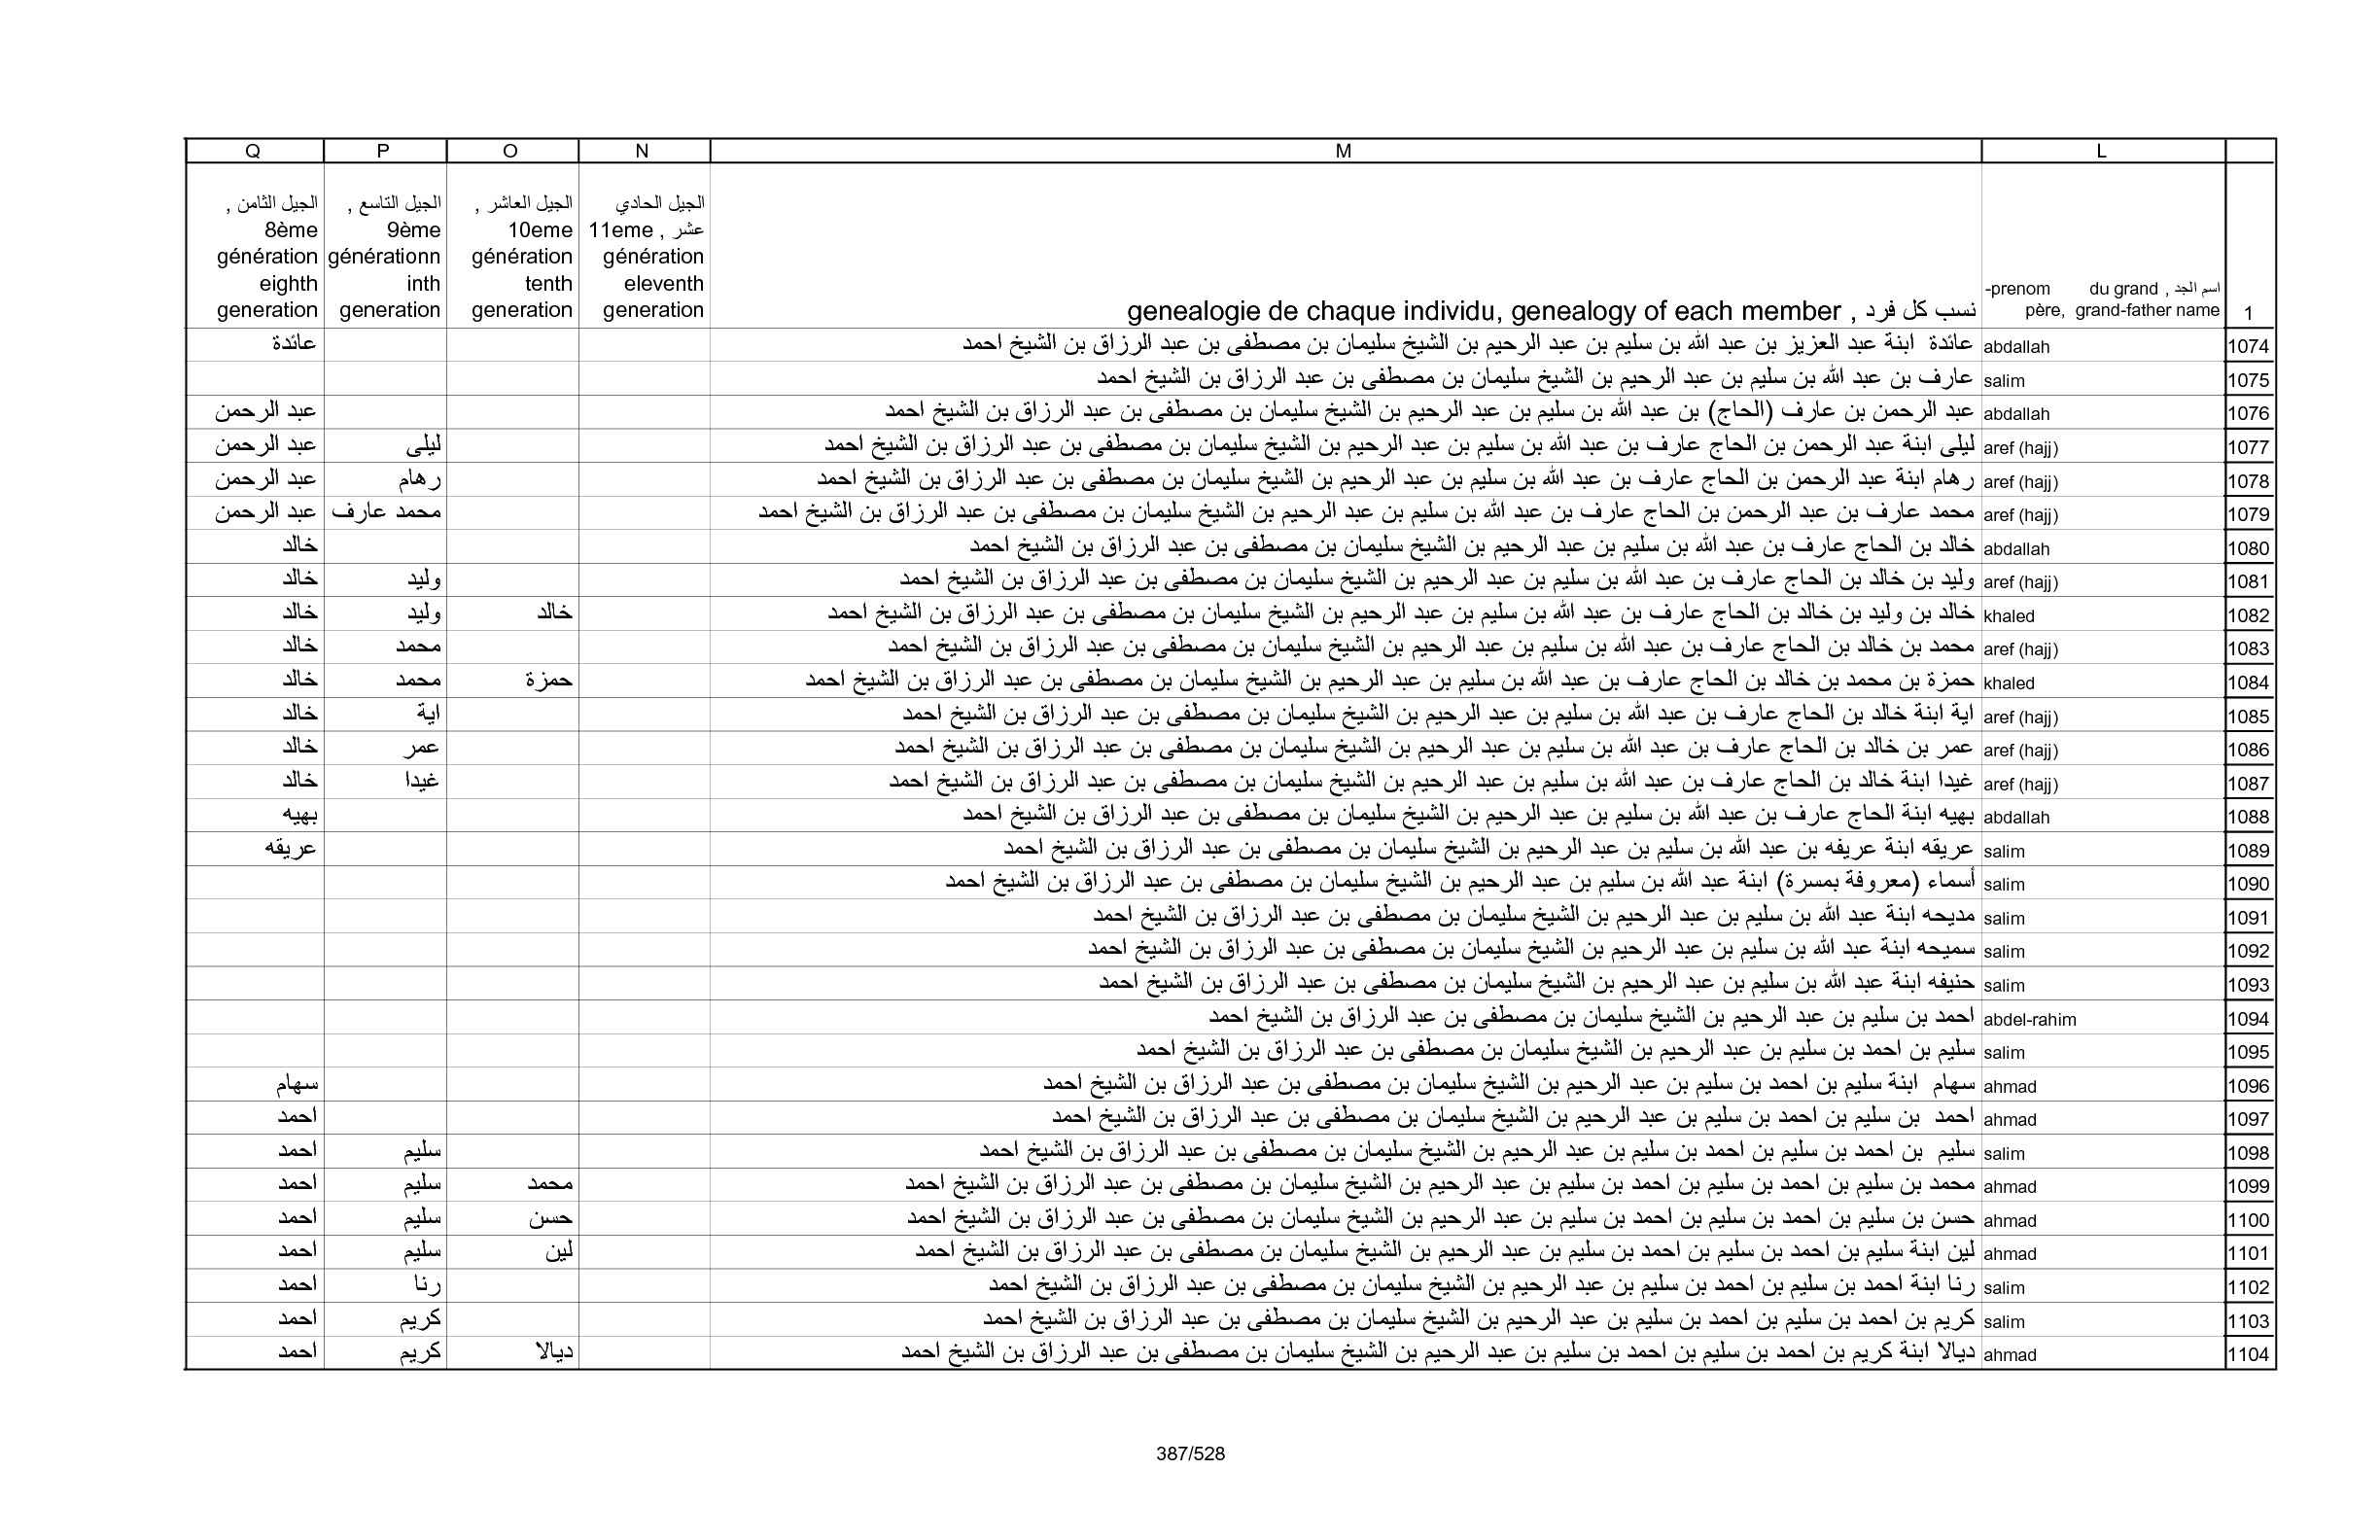 L M N O P Q
1 اسم الجد , prenom du grand-père, grand-father name نسب كل فرد , genealogie de chaque individu, genealogy of each member الجيل الحادي عشر , 11eme génération eleventh generation الجيل العاشر , 10eme génération tenth generation الجيل التاسع , 9ème générationn inth generation الجيل الثامن , 8ème génération eighth generation
1074 abdallah عائدة ابنة عبد العزيز بن عبد الله بن سليم بن عبد الرحيم بن الشيخ سليمان بن مصطفى بن عبد الرزاق بن الشيخ احمد عائدة
1075 salim عارف بن عبد الله بن سليم بن عبد الرحيم بن الشيخ سليمان بن مصطفى بن عبد الرزاق بن الشيخ احمد
1076 abdallah عبد الرحمن بن عارف (الحاج) بن عبد الله بن سليم بن عبد الرحيم بن الشيخ سليمان بن مصطفى بن عبد الرزاق بن الشيخ احمد عبد الرحمن
1077 aref (hajj) ليلى ابنة عبد الرحمن بن الحاج عارف بن عبد الله بن سليم بن عبد الرحيم بن الشيخ سليمان بن مصطفى بن عبد الرزاق بن الشيخ احمد ليلى عبد الرحمن
1078 aref (hajj) رهام ابنة عبد الرحمن بن الحاج عارف بن عبد الله بن سليم بن عبد الرحيم بن الشيخ سليمان بن مصطفى بن عبد الرزاق بن الشيخ احمد رهام عبد الرحمن
1079 aref (hajj) محمد عارف بن عبد الرحمن بن الحاج عارف بن عبد الله بن سليم بن عبد الرحيم بن الشيخ سليمان بن مصطفى بن عبد الرزاق بن الشيخ احمد محمد عارف عبد الرحمن
1080 abdallah خالد بن الحاج عارف بن عبد الله بن سليم بن عبد الرحيم بن الشيخ سليمان بن مصطفى بن عبد الرزاق بن الشيخ احمد خالد
1081 aref (hajj) وليد بن خالد بن الحاج عارف بن عبد الله بن سليم بن عبد الرحيم بن الشيخ سليمان بن مصطفى بن عبد الرزاق بن الشيخ احمد وليد خالد
1082 khaled خالد بن وليد بن خالد بن الحاج عارف بن عبد الله بن سليم بن عبد الرحيم بن الشيخ سليمان بن مصطفى بن عبد الرزاق بن الشيخ احمد خالد وليد خالد
1083 aref (hajj) محمد بن خالد بن الحاج عارف بن عبد الله بن سليم بن عبد الرحيم بن الشيخ سليمان بن مصطفى بن عبد الرزاق بن الشيخ احمد محمد خالد
1084 khaled حمزة بن محمد بن خالد بن الحاج عارف بن عبد الله بن سليم بن عبد الرحيم بن الشيخ سليمان بن مصطفى بن عبد الرزاق بن الشيخ احمد حمزة محمد خالد
1085 aref (hajj) اية ابنة خالد بن الحاج عارف بن عبد الله بن سليم بن عبد الرحيم بن الشيخ سليمان بن مصطفى بن عبد الرزاق بن الشيخ احمد اية خالد
1086 aref (hajj) عمر بن خالد بن الحاج عارف بن عبد الله بن سليم بن عبد الرحيم بن الشيخ سليمان بن مصطفى بن عبد الرزاق بن الشيخ احمد عمر خالد
1087 aref (hajj) غيدا ابنة خالد بن الحاج عارف بن عبد الله بن سليم بن عبد الرحيم بن الشيخ سليمان بن مصطفى بن عبد الرزاق بن الشيخ احمد غيدا خالد
1088 abdallah بهيه ابنة الحاج عارف بن عبد الله بن سليم بن عبد الرحيم بن الشيخ سليمان بن مصطفى بن عبد الرزاق بن الشيخ احمد بهيه
1089 salim عريقه ابنة عريفه بن عبد الله بن سليم بن عبد الرحيم بن الشيخ سليمان بن مصطفى بن عبد الرزاق بن الشيخ احمد عريقه
1090 salim أسماء (معروفة بمسرة) ابنة عبد الله بن سليم بن عبد الرحيم بن الشيخ سليمان بن مصطفى بن عبد الرزاق بن الشيخ احمد
1091 salim مديحه ابنة عبد الله بن سليم بن عبد الرحيم بن الشيخ سليمان بن مصطفى بن عبد الرزاق بن الشيخ احمد
1092 salim سميحه ابنة عبد الله بن سليم بن عبد الرحيم بن الشيخ سليمان بن مصطفى بن عبد الرزاق بن الشيخ احمد
1093 salim حنيفه ابنة عبد الله بن سليم بن عبد الرحيم بن الشيخ سليمان بن مصطفى بن عبد الرزاق بن الشيخ احمد
1094 abdel-rahim احمد بن سليم بن عبد الرحيم بن الشيخ سليمان بن مصطفى بن عبد الرزاق بن الشيخ احمد
1095 salim سليم بن احمد بن سليم بن عبد الرحيم بن الشيخ سليمان بن مصطفى بن عبد الرزاق بن الشيخ احمد
1096 ahmad سهام ابنة سليم بن احمد بن سليم بن عبد الرحيم بن الشيخ سليمان بن مصطفى بن عبد الرزاق بن الشيخ احمد سهام
1097 ahmad احمد بن سليم بن احمد بن سليم بن عبد الرحيم بن الشيخ سليمان بن مصطفى بن عبد الرزاق بن الشيخ احمد احمد
1098 salim سليم بن احمد بن سليم بن احمد بن سليم بن عبد الرحيم بن الشيخ سليمان بن مصطفى بن عبد الرزاق بن الشيخ احمد سليم احمد
1099 ahmad محمد بن سليم بن احمد بن سليم بن احمد بن سليم بن عبد الرحيم بن الشيخ سليمان بن مصطفى بن عبد الرزاق بن الشيخ احمد محمد سليم احمد
1100 ahmad حسن بن سليم بن احمد بن سليم بن احمد بن سليم بن عبد الرحيم بن الشيخ سليمان بن مصطفى بن عبد الرزاق بن الشيخ احمد حسن سليم احمد
1101 ahmad لين ابنة سليم بن احمد بن سليم بن احمد بن سليم بن عبد الرحيم بن الشيخ سليمان بن مصطفى بن عبد الرزاق بن الشيخ احمد لين سليم احمد
1102 salim رنا ابنة احمد بن سليم بن احمد بن سليم بن عبد الرحيم بن الشيخ سليمان بن مصطفى بن عبد الرزاق بن الشيخ احمد رنا احمد
1103 salim كريم بن احمد بن سليم بن احمد بن سليم بن عبد الرحيم بن الشيخ سليمان بن مصطفى بن عبد الرزاق بن الشيخ احمد كريم احمد
1104 ahmad ديالا ابنة كريم بن احمد بن سليم بن احمد بن سليم بن عبد الرحيم بن الشيخ سليمان بن مصطفى بن عبد الرزاق بن الشيخ احمد ديالا كريم احمد
387/528